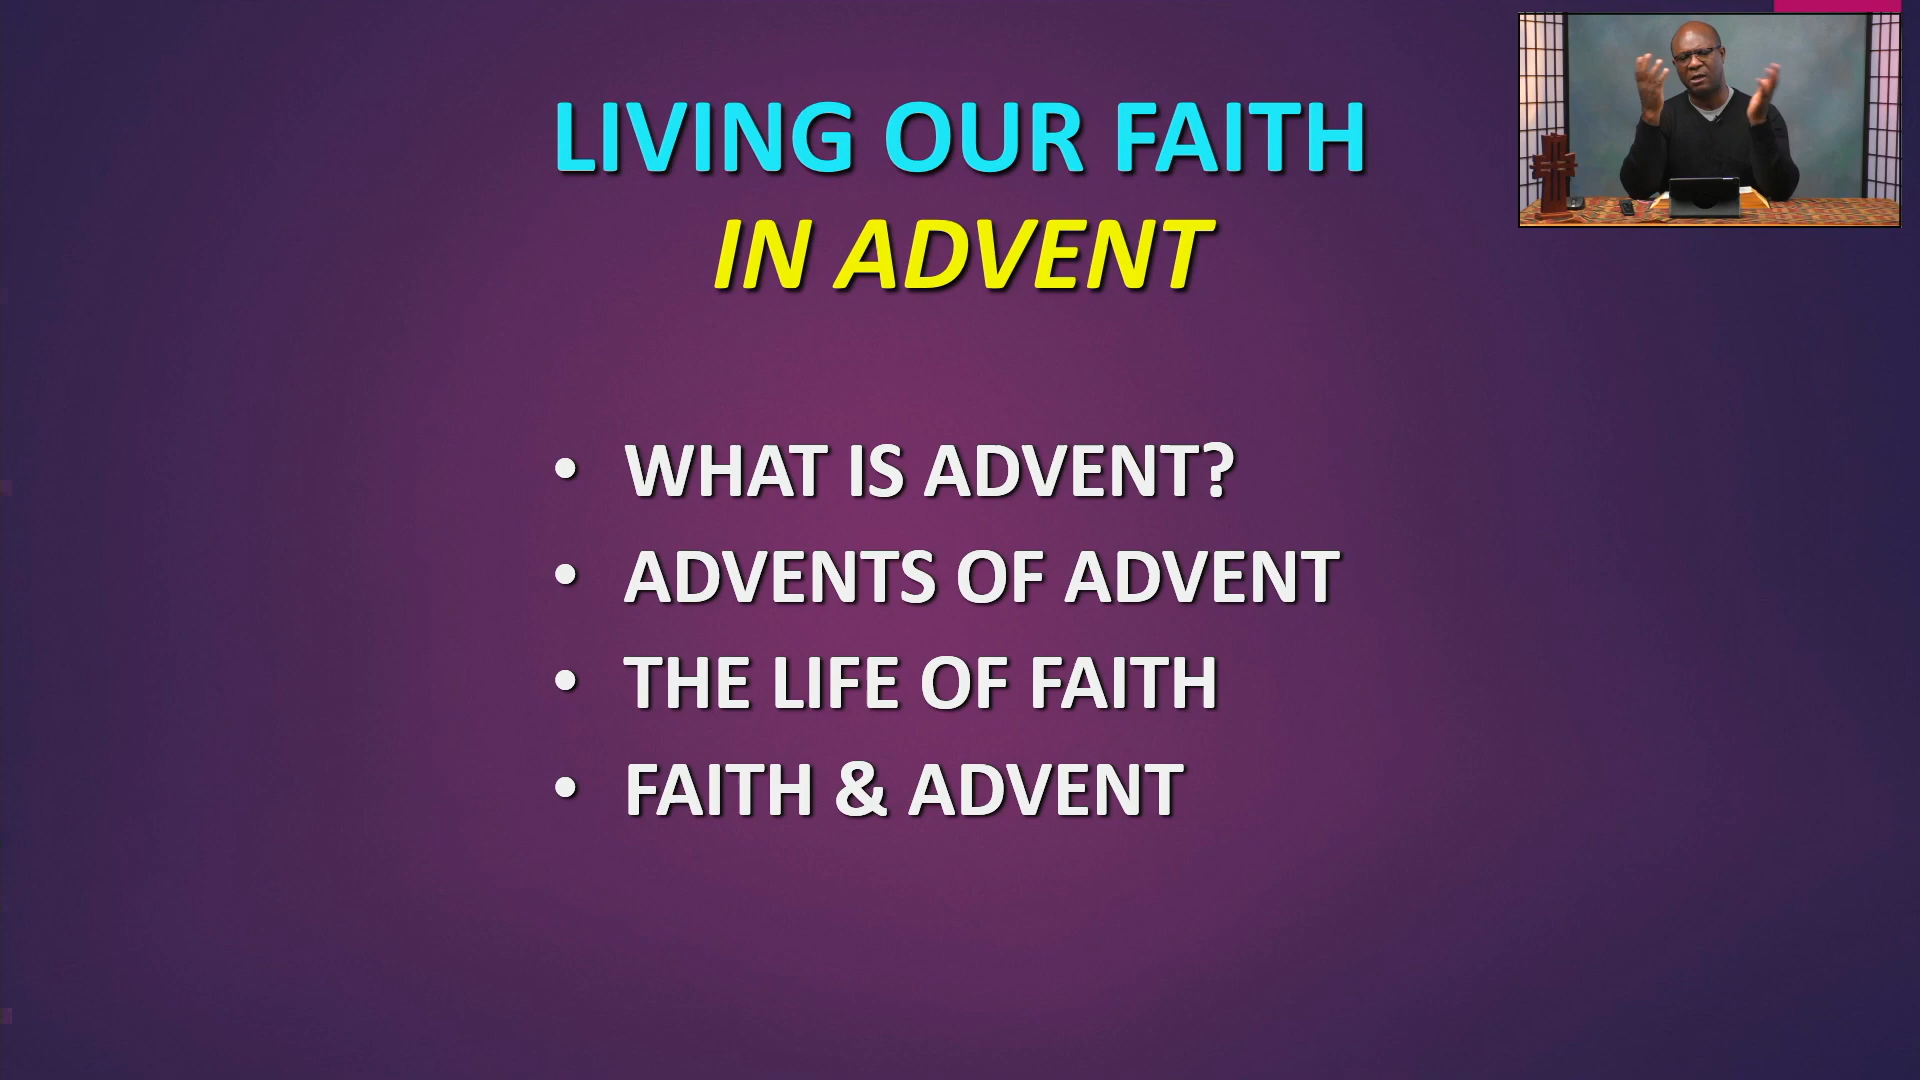 LIVING OUR FAITH
IN ADVENT
• WHAT IS ADVENT?
• ADVENTS OF ADVENT
• THE LIFE OF FAITH
• FAITH & ADVENT